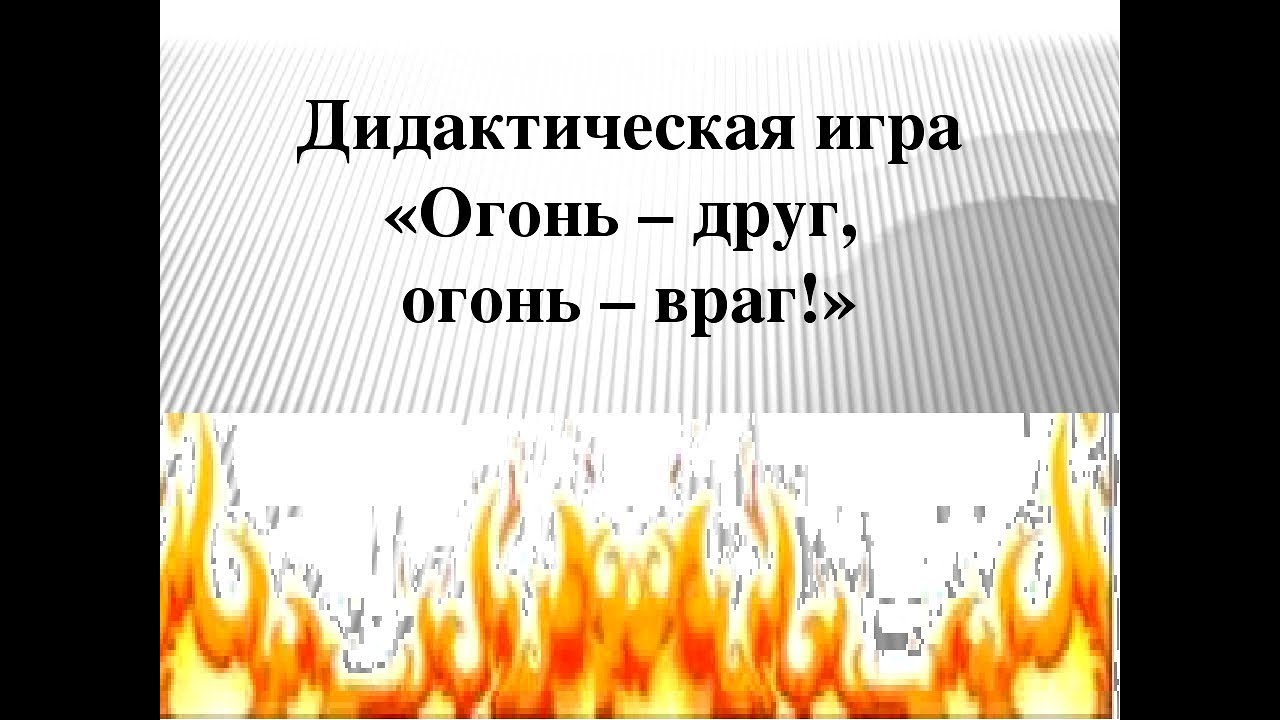 Дидактическая игра
«Огонь – друг,
огонь – враг!»